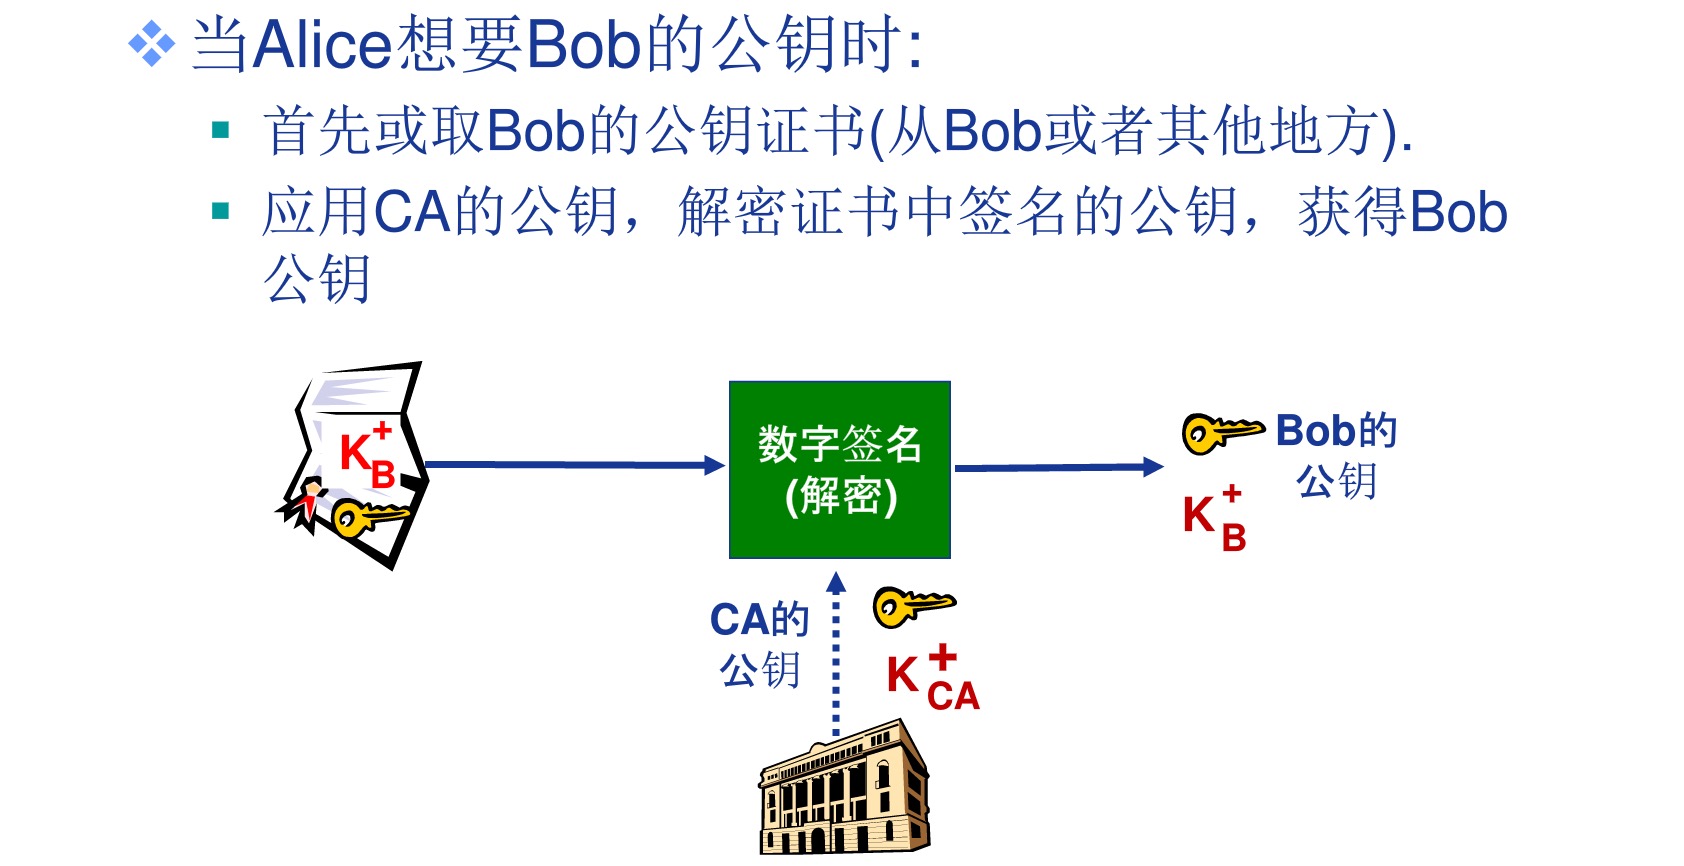 当Alice想要Bob的公钥时:
首先或取Bob的公钥证书(从Bob或者其他地方).
应用CA的公钥，解密证书中签名的公钥，获得Bob
公钥
K+B
数字签名
(解密)
Bob的
公钥
K+B
CA的
公钥
K+CA